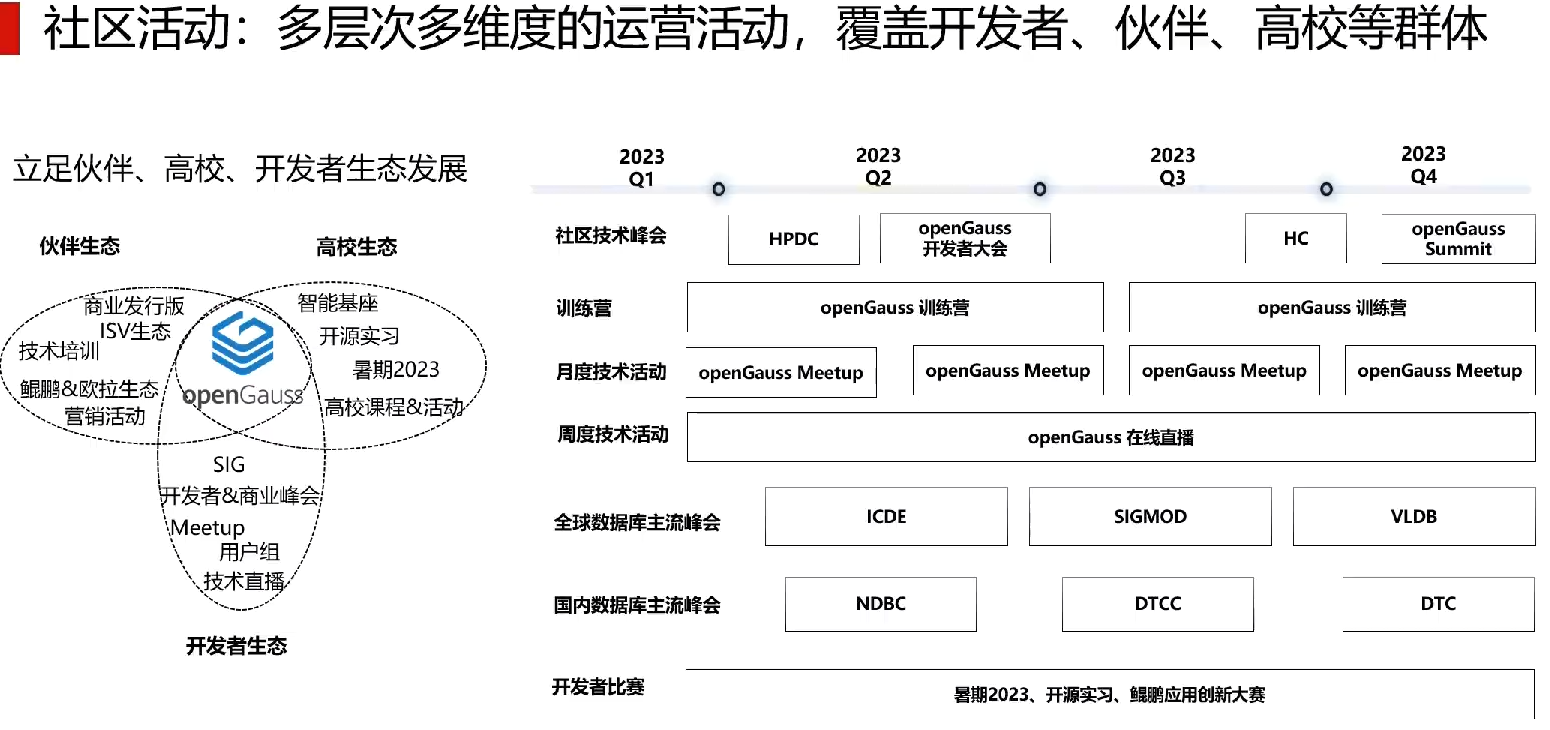 社区活动：多层次多维度的运营活动，覆盖开发者、伙伴、高校等群体
立足伙伴、高校、开发者生态发展
伙伴生态
高校生态
商业发行版
ISV生态
技术培训
鲲鹏&欧拉生态
营销活动
openGauss
智能基座
开源实习
暑期2023
高校课程&活动
SIG
开发者&商业峰会
Meetup
用户组
技术直播
开发者生态
2023
Q1
2023
Q2
2023
Q3
2023
Q4
社区技术峰会
HPDC
openGauss
开发者大会
HC
openGauss
Summit
训练营
openGauss 训练营
openGauss 训练营
月度技术活动
openGauss Meetup
openGauss Meetup
openGauss Meetup
openGauss Meetup
周度技术活动
openGauss 在线直播
全球数据库主流峰会
ICDE
SIGMOD
VLDB
国内数据库主流峰会
NDBC
DTCC
DTC
开发者比赛
暑期2023、开源实习、鲲鹏应用创新大赛